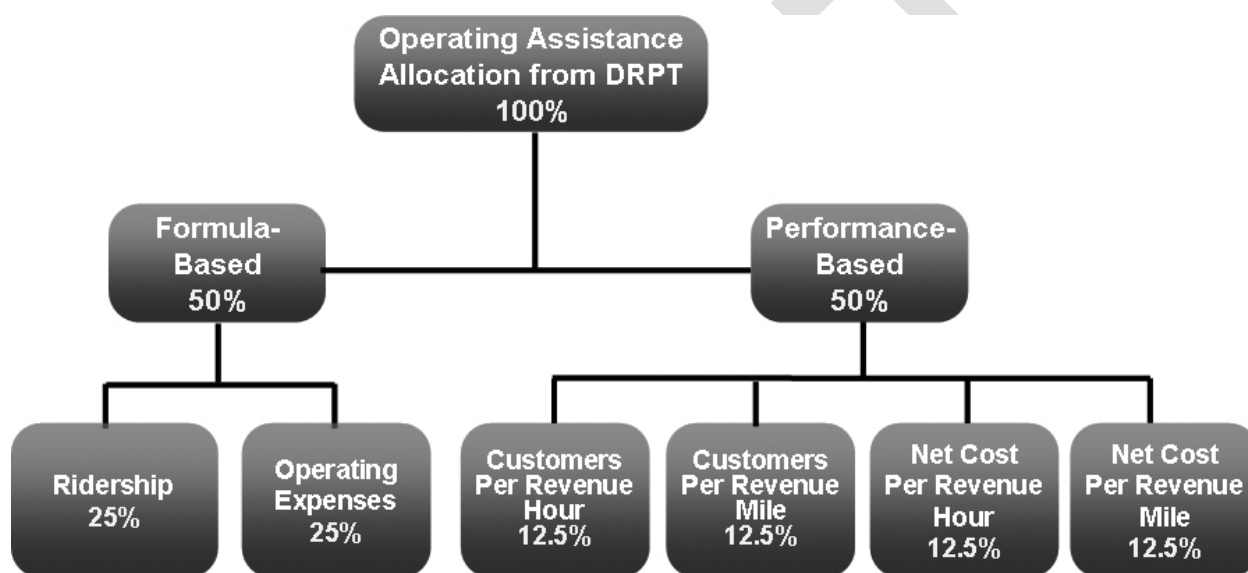 Operating Assistance
Allocation from DRPT
100%
Formula-
Based
50%
Performance-
Based
50%
Ridership
25%
Operating
Expenses
25%
Customers
Per Revenue
Hour
12.5%
Customers
Per Revenue
Mile
12.5%
Net Cost
Per Revenue
Hour
12.5%
Net Cost
Per Revenue
Mile
12.5%